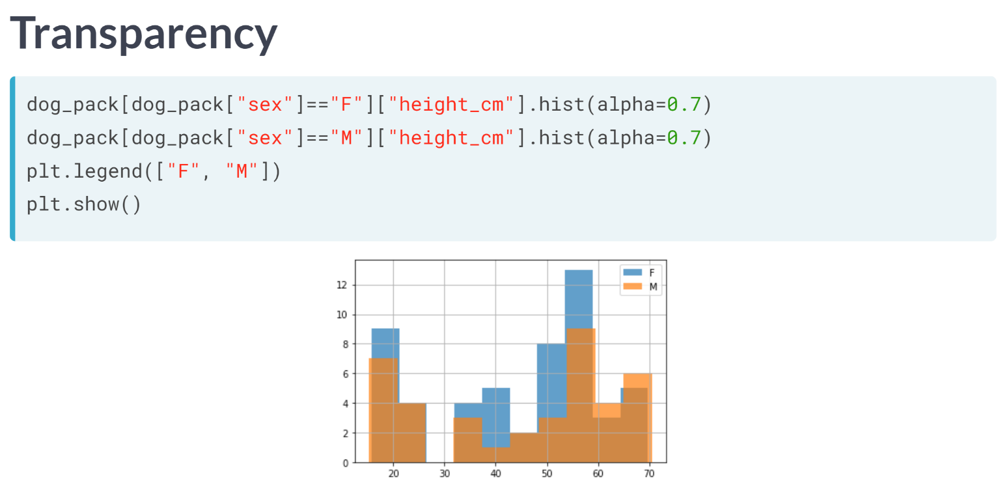 Transparency
dog_pack[dog_pack["sex"]=="F"]["height_cm"].hist(alpha=0.7)
dog_pack[dog_pack["sex"]=="M"]["height_cm"].hist(alpha=0.7)
plt.legend(["F", "M"])
plt.show()
F
M
12
10
8
6
4
2
0
20 30 40 50 60 70